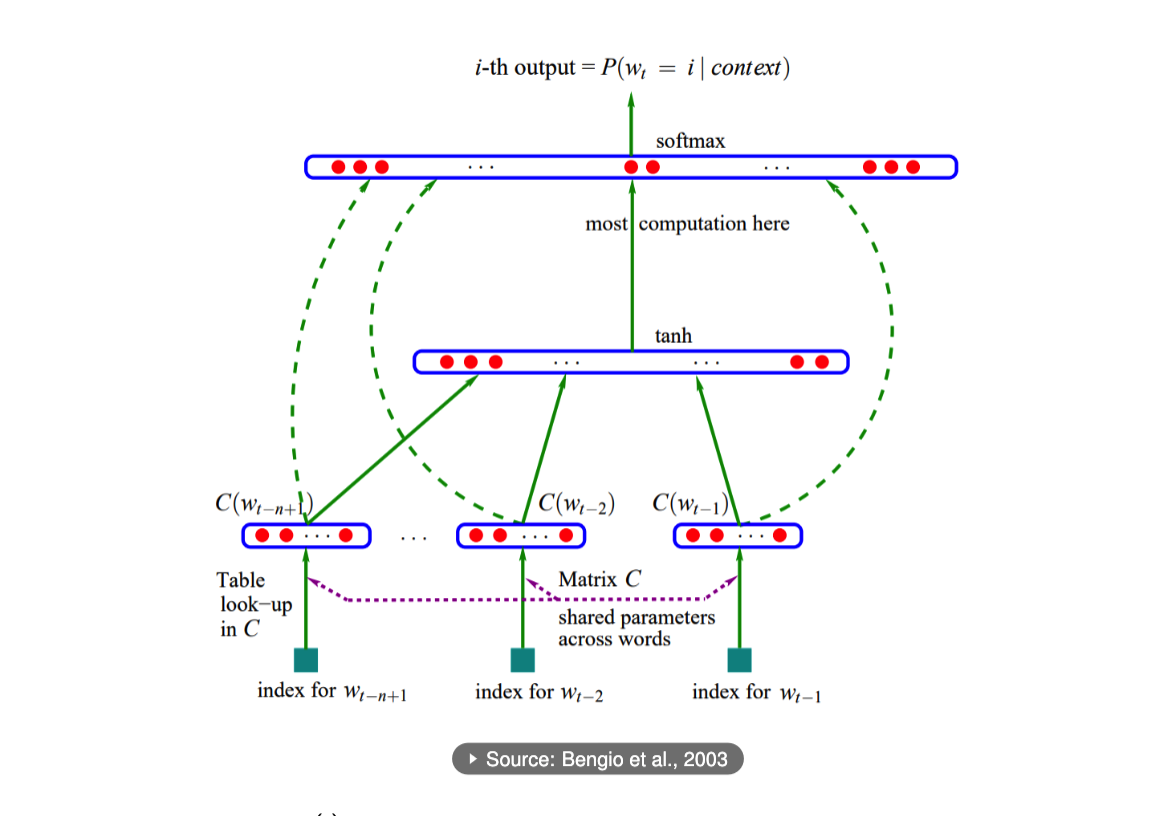 i-th output = P(w_t = i | context)
softmax
. . .
. . .
most computation here
tanh
. . .
. . .
C(w_{t−n+1})
C(w_{t−2})
C(w_{t−1})
. . .
. . .
. . .
. . .
Table
look−up
in C
Matrix C
shared parameters
across words
index for w_{t−n+1}
index for w_{t−2}
index for w_{t−1}
Source: Bengio et al., 2003